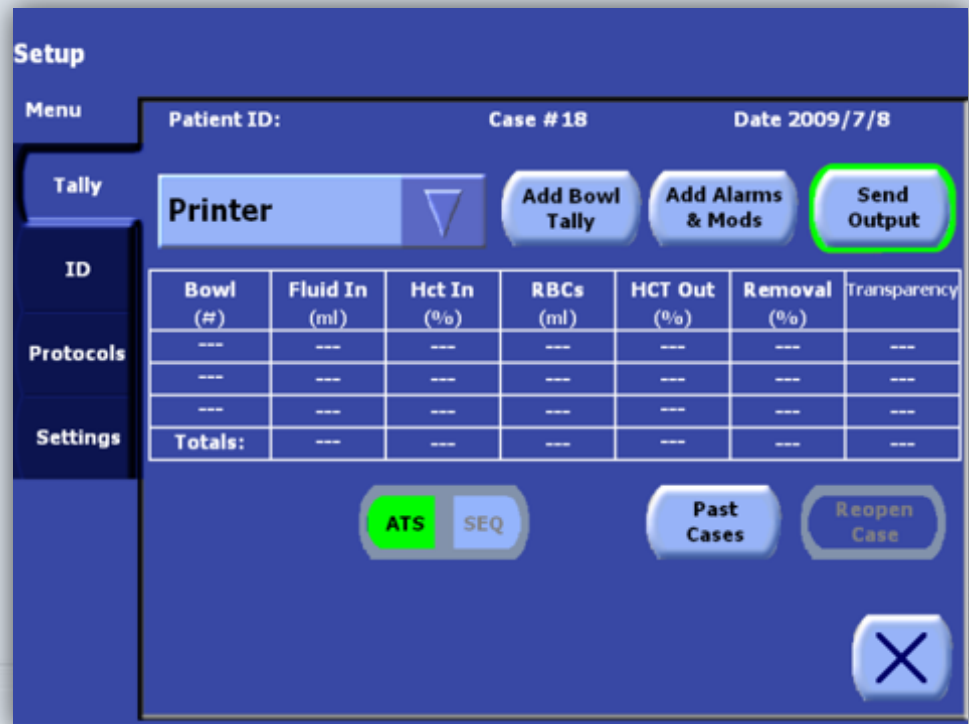 Setup
Menu
Patient ID: Case #18 Date 2009/7/8
Tally
Printer
Add Bowl
Tally
Add Alarms
& Mods
Send
Output
ID
Bowl Fluid In Hct In RBCs HCT Out Removal Transparency
(#) (ml) (%) (ml) (%) (%)
--- --- --- --- --- --- ---
--- --- --- --- --- --- ---
--- --- --- --- --- --- ---
Totals: --- --- --- --- --- ---
Protocols
Settings
ATS SEQ
Past
Cases
Reopen
Case